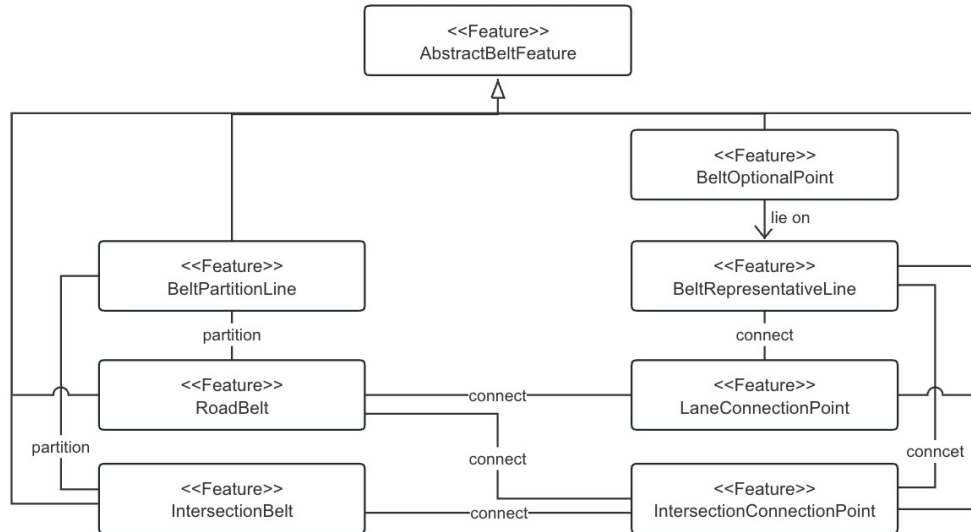 <<Feature>>
AbstractBeltFeature
<<Feature>>
BeltOptionalPoint
lie on
<<Feature>>
BeltPartitionLine
<<Feature>>
BeltRepresentativeLine
partition
connect
<<Feature>>
RoadBelt
connect
<<Feature>>
LaneConnectionPoint
partition
connect
conncet
<<Feature>>
IntersectionBelt
connect
<<Feature>>
IntersectionConnectionPoint